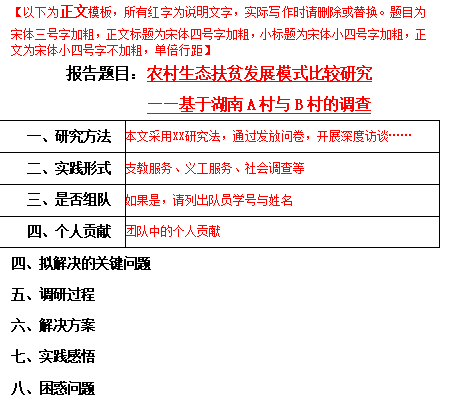 【以下为正文模板，所有红字为说明文字，实际写作时请删除或替换。题目为
宋体三号字加粗，正文标题为宋体四号字加粗，小标题为宋体小四号字加粗，正
文为宋体小四号字不加粗，单倍行距】
报告题目：农村生态扶贫发展模式比较研究
——基于湖南A村与B村的调查
一、研究方法 本文采用XX研究法，通过发放问卷，开展深度访谈……
二、实践形式 支教服务、义工服务、社会调查等
三、是否组队 如果是，请列出队员学号与姓名
四、个人贡献 团队中的个人贡献
四、拟解决的关键问题
五、调研过程
六、解决方案
七、实践感悟
八、困惑问题